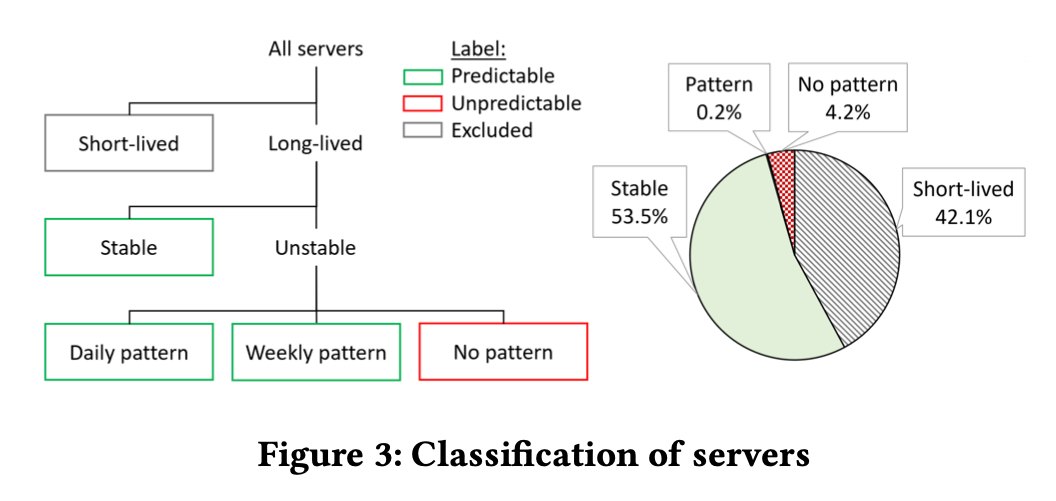 All servers
Label:
Predictable
Unpredictable
Excluded
Short-lived
Long-lived
Stable
Unstable
Daily pattern
Weekly pattern
No pattern
Pattern
0.2%
No pattern
4.2%
Stable
53.5%
Short-lived
42.1%
Figure 3: Classification of servers